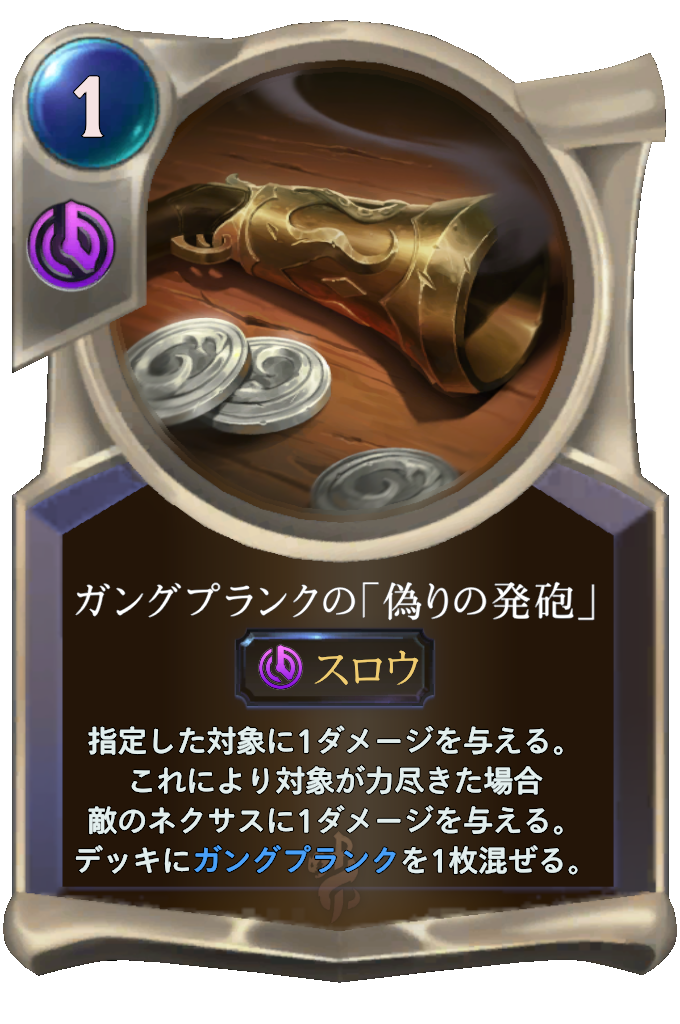 1
ガングプランクの「偽りの発砲」
スロウ
指定した対象に1ダメージを与える。
これにより対象が力尽きた場合
敵のネクサスに1ダメージを与える。
デッキにガングプランクを1枚混ぜる。